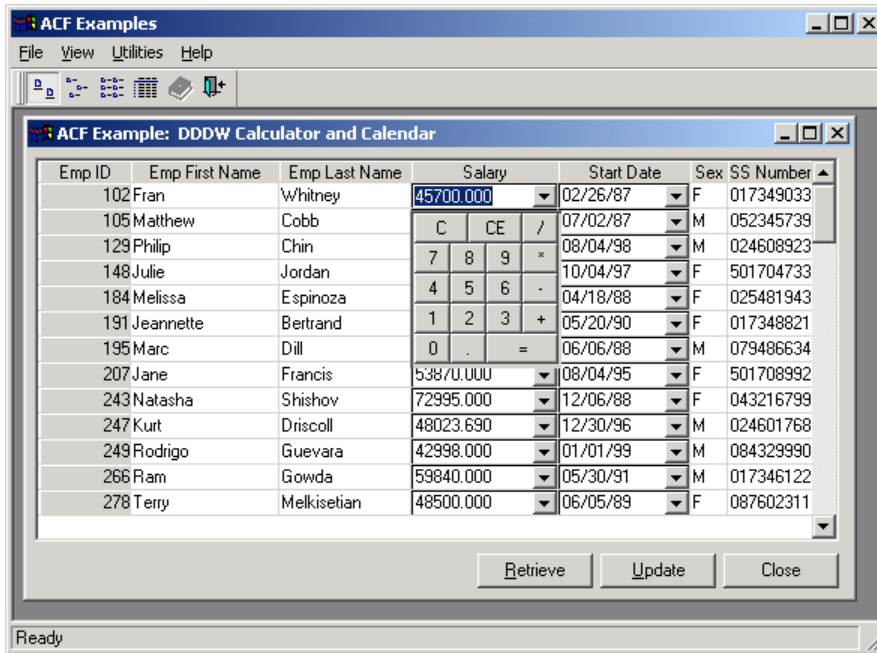 ACF Examples
File View Utilities Help
ACF Example: DDDW Calculator and Calendar
Emp ID Emp First Name Emp Last Name Salary Start Date Sex SS Number
102 Fran Whitney 45700.000 02/26/87 F 017349033
105 Matthew Cobb 07/02/87 M 052345739
C CE /
129 Philip Chin 08/04/98 M 024608923
7 8 9 *
148 Julie Jordan 10/04/97 F 501704733
4 5 6 -
184 Melissa Espinoza 04/18/88 F 025481943
191 Jeannette Bertrand 05/20/90 F 017348821
1 2 3 +
195 Marc Dill 06/06/88 M 079486634
0 . =
207 Jane Francis 53870.000 08/04/95 F 501708992
243 Natasha Shishov 72995.000 12/06/88 F 043216799
247 Kurt Driscoll 48023.690 12/30/96 M 024601768
249 Rodrigo Guevara 42998.000 01/01/99 M 084329990
266 Ram Gowda 59840.000 05/30/91 M 017346122
278 Terry Melkisetian 48500.000 06/05/89 F 087602311
Retrieve Update Close
Ready